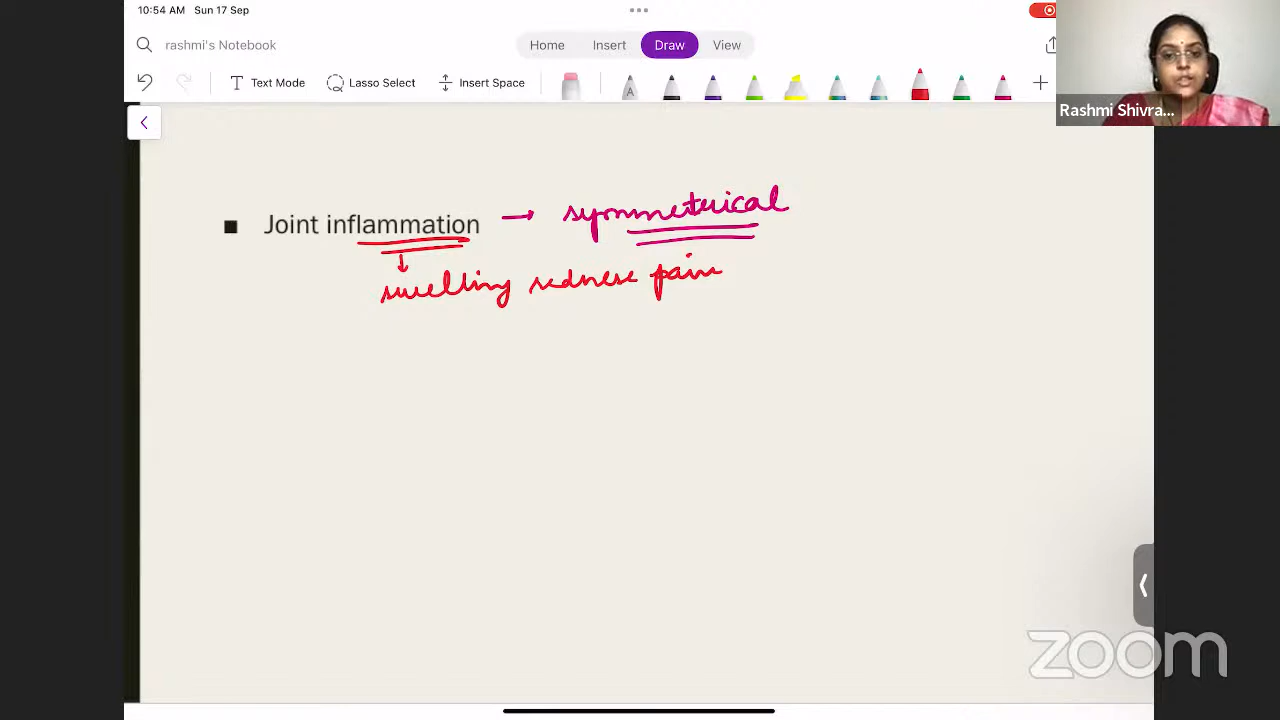 10:54 AM Sun 17 Sep
rashmi's Notebook
Home Insert Draw View
Text Mode Lasso Select Insert Space
A
Rashmi Shivra...
■ Joint inflammation → symmetrical
↓
swelling redness pain
zoom